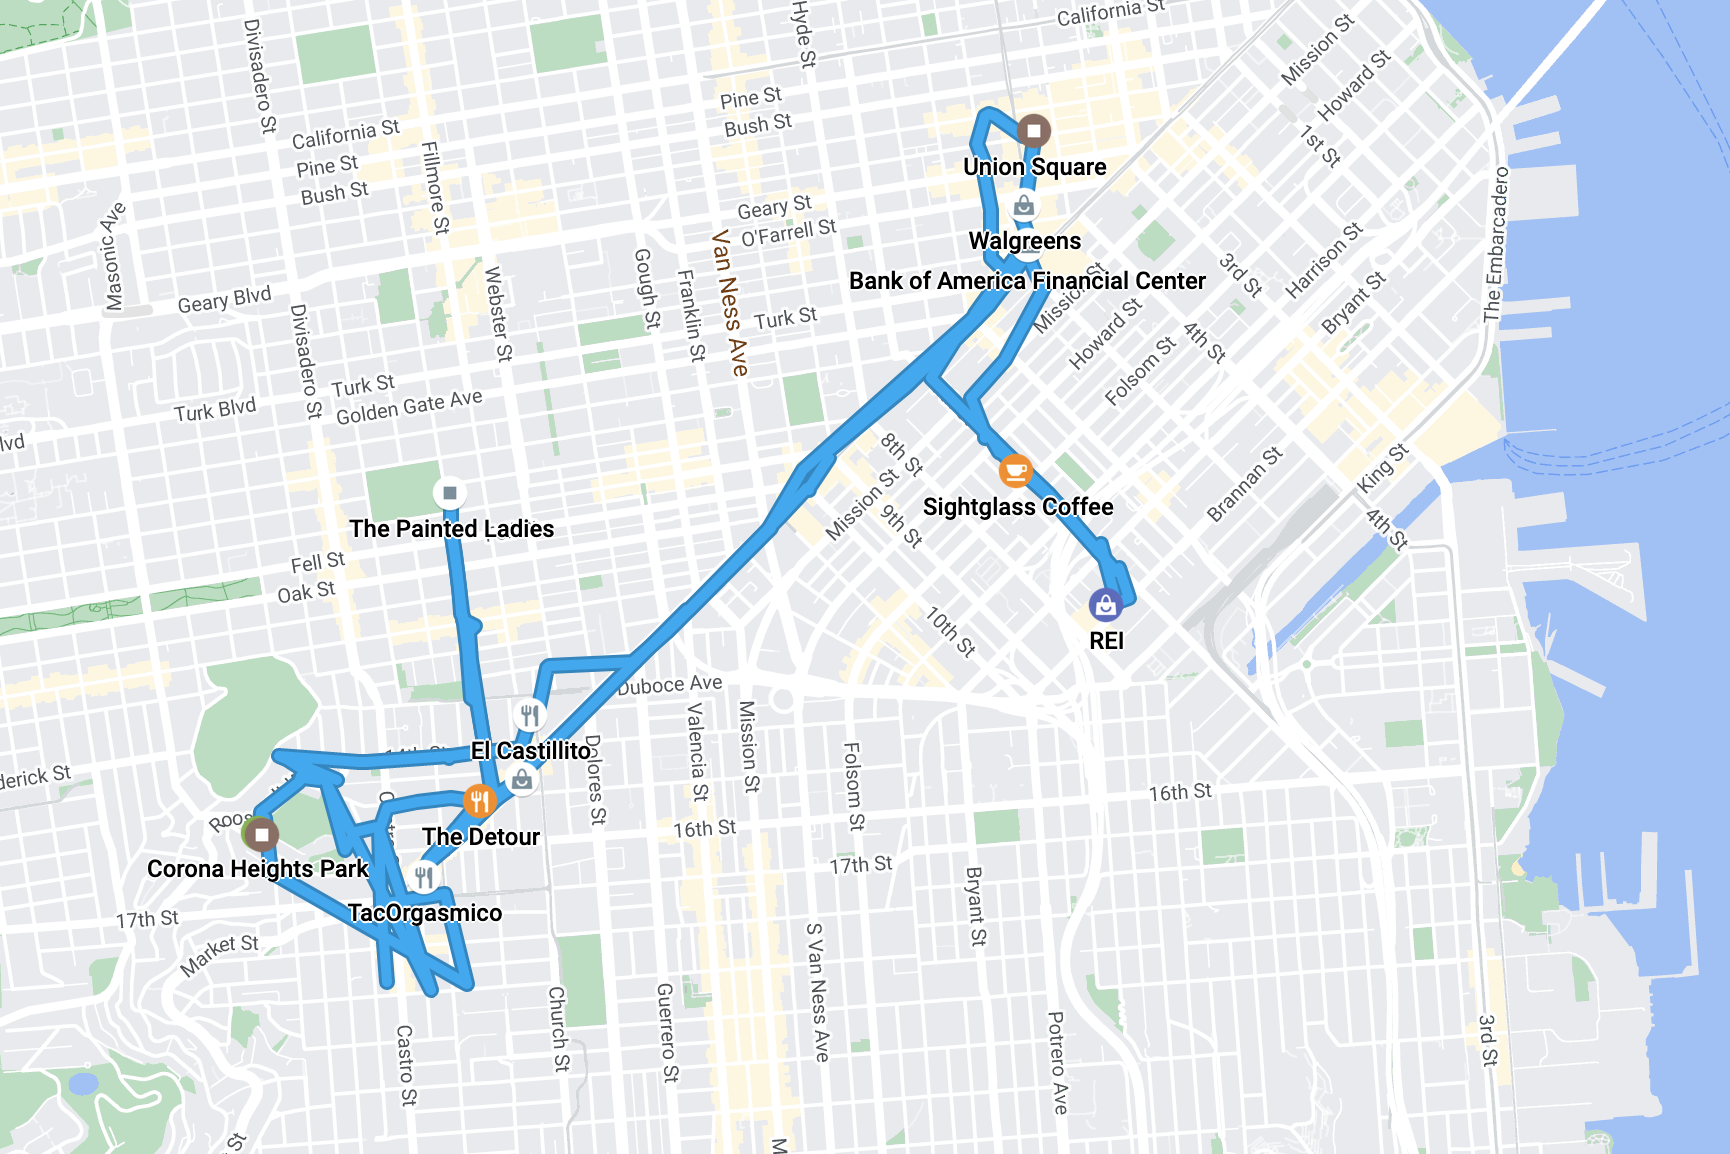 California St
Hyde St
Mission St
Howard St
Divisadero St
Pine St
Bush St
California St
Pine St
Bush St
1st St
Fillmore St
Union Square
The Embarcadero
Masonic Ave
Geary St
O'Farrell St
Walgreens
Van Ness Ave
Gough St
Franklin St
Harrison St
3rd St
Bank of America Financial Center
Mission St
Bryant St
Geary Blvd
Webster St
Divisadero St
Turk St
Howard St
4th St
Folsom St
Turk St
Golden Gate Ave
Turk Blvd
lvd
8th St
Mission St
9th St
King St
Brannan St
4th St
Sightglass Coffee
The Painted Ladies
Fell St
Oak St
10th St
REI
Duboce Ave
Valencia St
Mission St
Folsom St
Dolores St
14th St
El Castillito
derick St
Roos
16th St
16th St
The Detour
17th St
Corona Heights Park
TacOrgasmico
17th St
Market St
Bryant St
S Van Ness Ave
Church St
Guerrero St
Castro St
Potrero Ave
3rd St
St
M